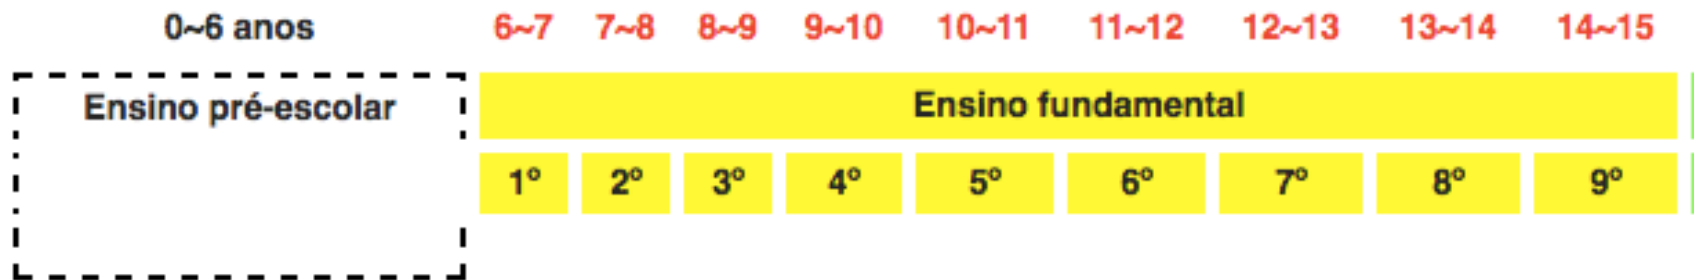 0~6 anos 6~7 7~8 8~9 9~10 10~11 11~12 12~13 13~14 14~15
Ensino pré-escolar Ensino fundamental
1º 2º 3º 4º 5º 6º 7º 8º 9º